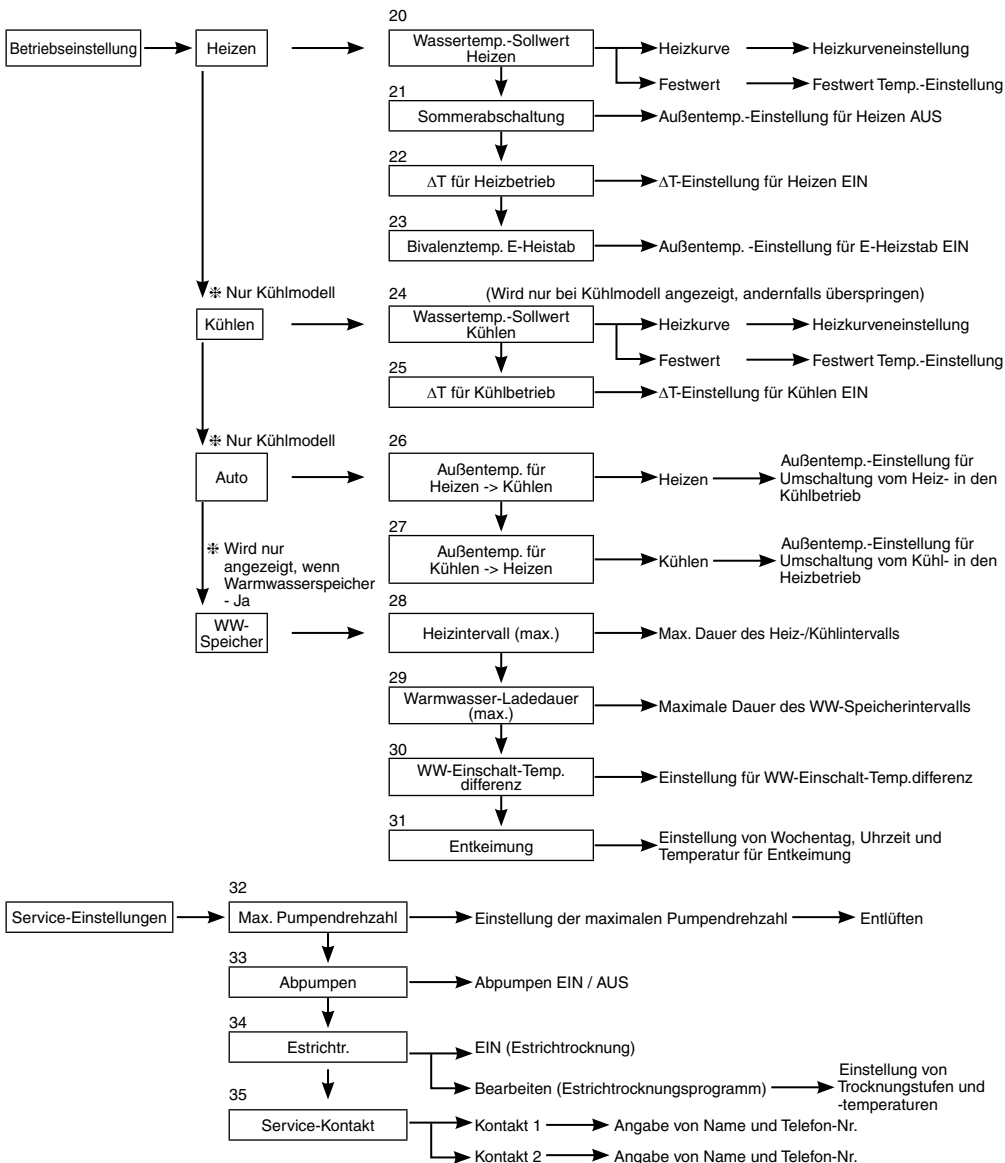 20
Betriebseinstellung
Heizen
Wassertemp.-Sollwert
Heizen
Heizkurve
Heizkurveneinstellung
Festwert
Festwert Temp.-Einstellung
21
Sommerabschaltung
Außentemp.-Einstellung für Heizen AUS
22
ΔT für Heizbetrieb
ΔT-Einstellung für Heizen EIN
23
Bivalenztemp. E-Heistab
Außentemp. -Einstellung für E-Heizstab EIN
❉ Nur Kühlmodell
24
(Wird nur bei Kühlmodell angezeigt, andernfalls überspringen)
Kühlen
Wassertemp.-Sollwert
Kühlen
Heizkurve
Heizkurveneinstellung
Festwert
Festwert Temp.-Einstellung
25
ΔT für Kühlbetrieb
ΔT-Einstellung für Kühlen EIN
❉ Nur Kühlmodell
26
Auto
Außentemp. für
Heizen -> Kühlen
Heizen
Außentemp.-Einstellung für
Umschaltung vom Heiz- in den
Kühlbetrieb
27
Außentemp. für
Kühlen -> Heizen
Kühlen
Außentemp.-Einstellung für
Umschaltung vom Kühl- in den
Heizbetrieb
❉ Wird nur
angezeigt, wenn
Warmwasserspeicher
- Ja
28
WW-
Speicher
Heizintervall (max.)
Max. Dauer des Heiz-/Kühlintervalls
29
Warmwasser-Ladedauer
(max.)
Maximale Dauer des WW-Speicherintervalls
30
WW-Einschalt-Temp.
differenz
Einstellung für WW-Einschalt-Temp.differenz
31
Entkeimung
Einstellung von Wochentag, Uhrzeit und
Temperatur für Entkeimung
32
Service-Einstellungen
Max. Pumpendrehzahl
Einstellung der maximalen Pumpendrehzahl
Entlüften
33
Abpumpen
Abpumpen EIN / AUS
34
Estrichtr.
EIN (Estrichtrocknung)
Bearbeiten (Estrichtrocknungsprogramm)
Einstellung von
Trocknungstufen und
-temperaturen
35
Service-Kontakt
Kontakt 1
Angabe von Name und Telefon-Nr.
Kontakt 2
Angabe von Name und Telefon-Nr.